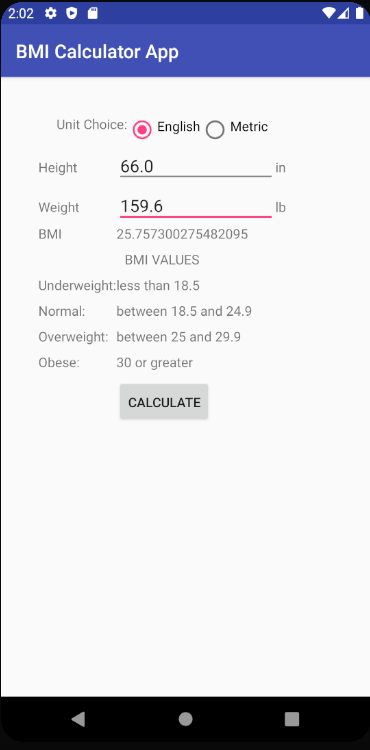 2:02
BMI Calculator App
Unit Choice: English Metric
Height 66.0 in
Weight 159.6 lb
BMI 25.757300275482095
BMI VALUES
Underweight:less than 18.5
Normal: between 18.5 and 24.9
Overweight: between 25 and 29.9
Obese: 30 or greater
CALCULATE